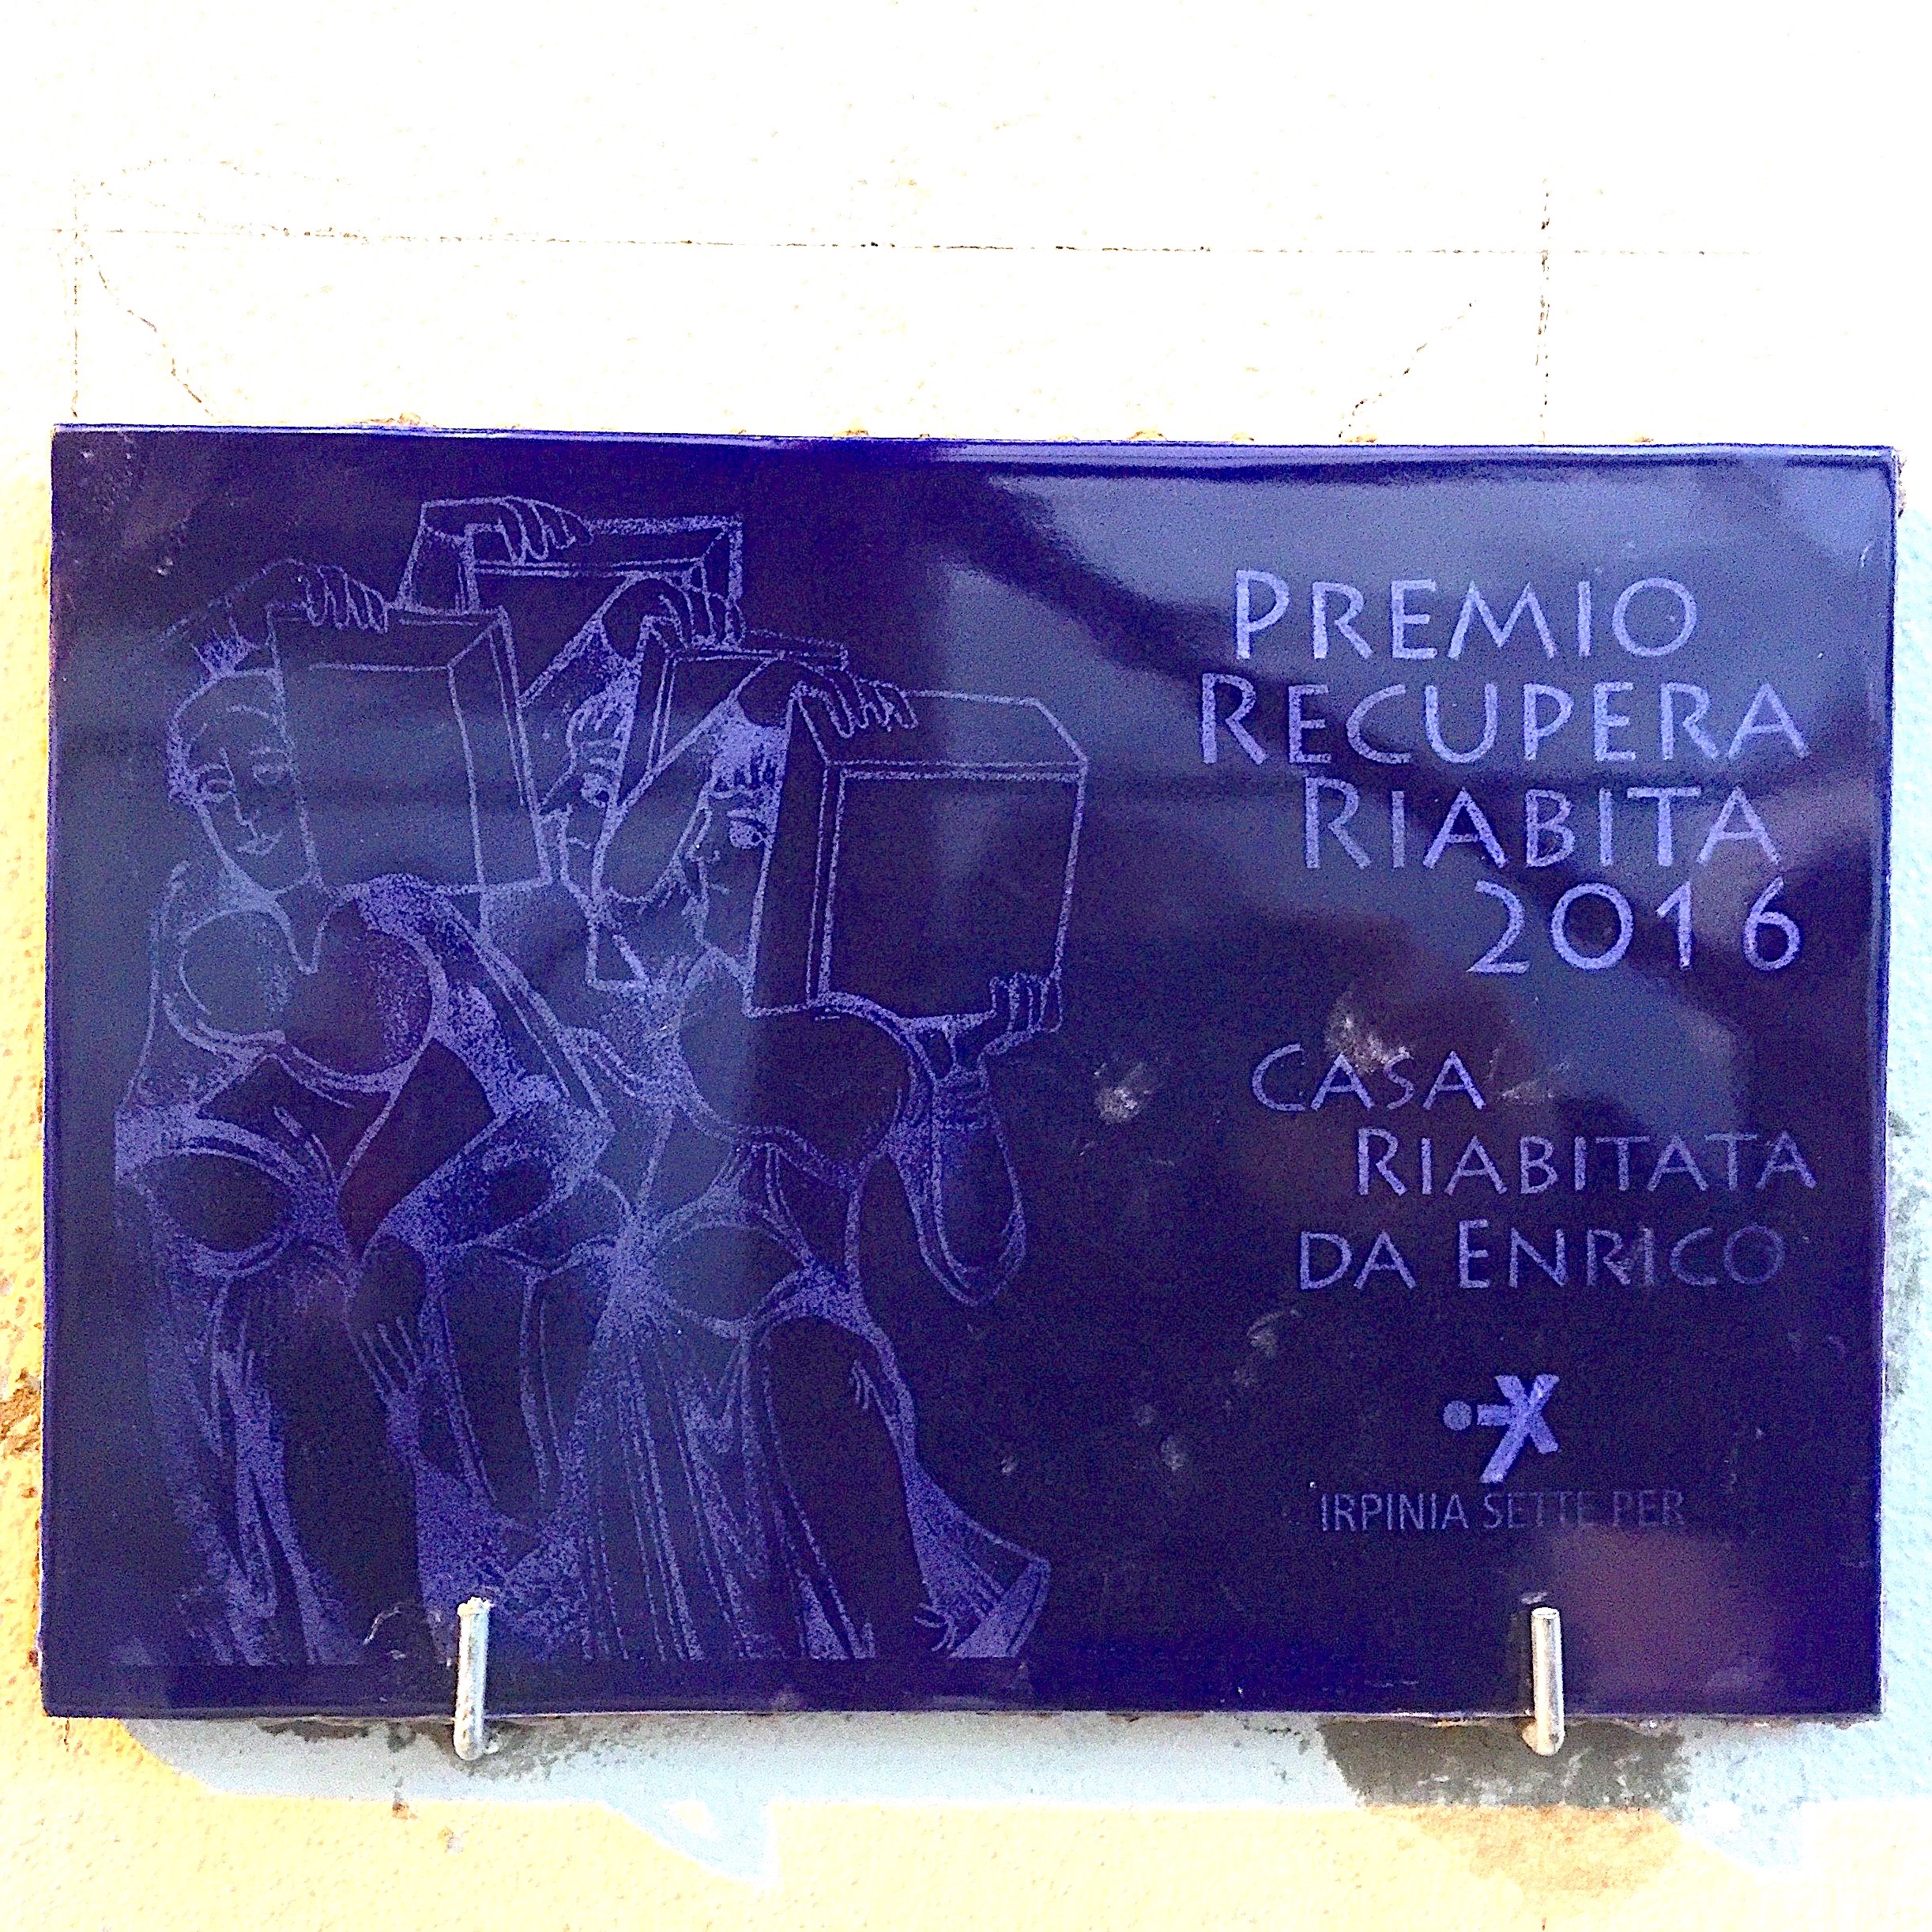 PREMIO
RECUPERA
RIABITA
2016
CASA
RIABITATA
DA ENRICO
IRPINIA SETTE PER